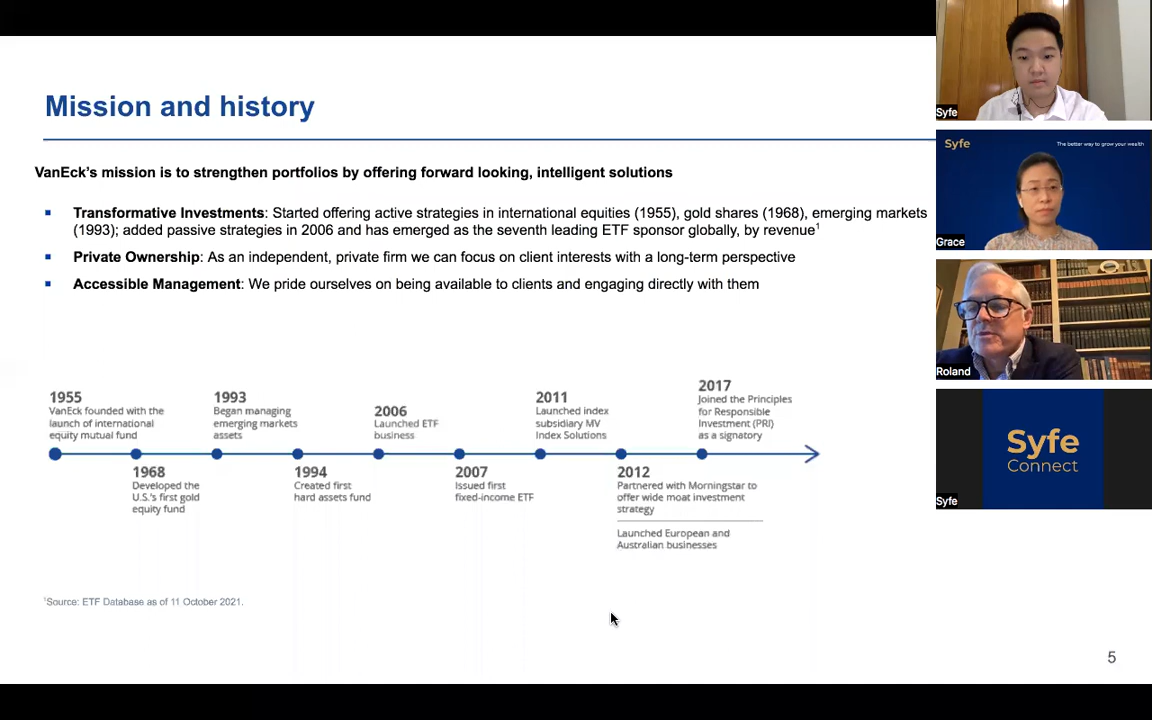 Mission and history
VanEck's mission is to strengthen portfolios by offering forward looking, intelligent solutions
▪ Transformative Investments: Started offering active strategies in international equities (1955), gold shares (1968), emerging markets
(1993); added passive strategies in 2006 and has emerged as the seventh leading ETF sponsor globally, by revenue¹
▪ Private Ownership: As an independent, private firm we can focus on client interests with a long-term perspective
▪ Accessible Management: We pride ourselves on being available to clients and engaging directly with them
1955
VanEck founded with the
launch of international
equity mutual fund
1968
Developed the
U.S.'s first gold
equity fund
1993
Began managing
emerging markets
assets
1994
Created first
hard assets fund
2006
Launched ETF
business
2007
Issued first
fixed-income ETF
2011
Launched index
subsidiary MV
Index Solutions
2012
Partnered with Morningstar to
offer wide moat investment
strategy
Launched European and
Australian businesses
2017
Joined the Principles
for Responsible
Investment (PRI)
as a signatory
¹Source: ETF Database as of 11 October 2021.
5
Syfe
Syfe
The better way to grow your wealth
Grace
Roland
Syfe
Connect
Syfe